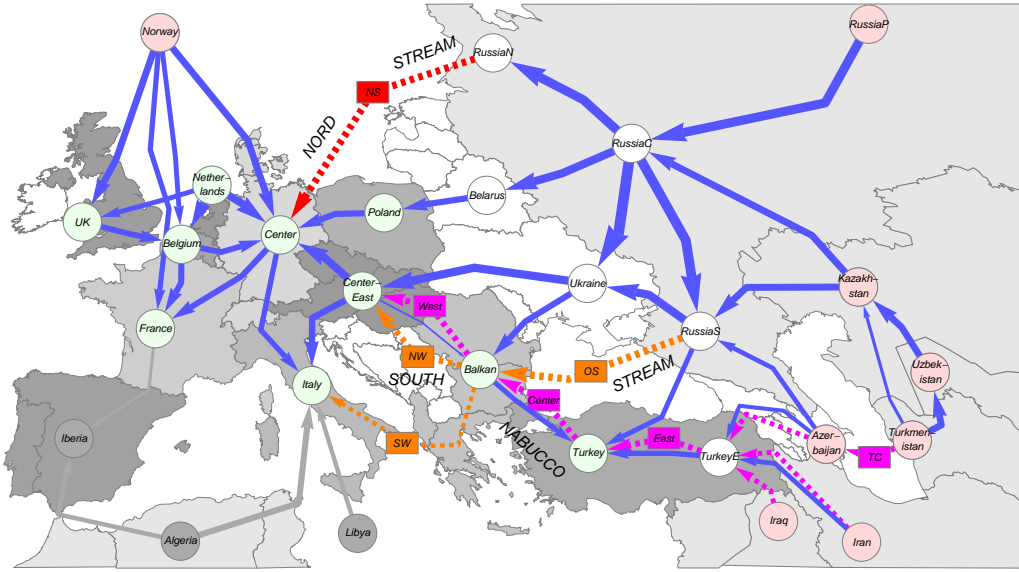 Norway
RussiaP
STREAM
RussiaN
NS
NORD
RussiaC
Nether–
lands
Belarus
Poland
UK
Center
Belgium
Center–
East
Ukraine
Kazakh–
stan
West
France
RussiaS
NW
Balkan
OS
STREAM
Uzbek–
istan
SOUTH
Italy
Center
Iberia
SW
NABUCCO
East
Turkey
TurkeyE
Azer–
baijan
TC
Turkmen–
istan
Iraq
Algeria
Libya
Iran